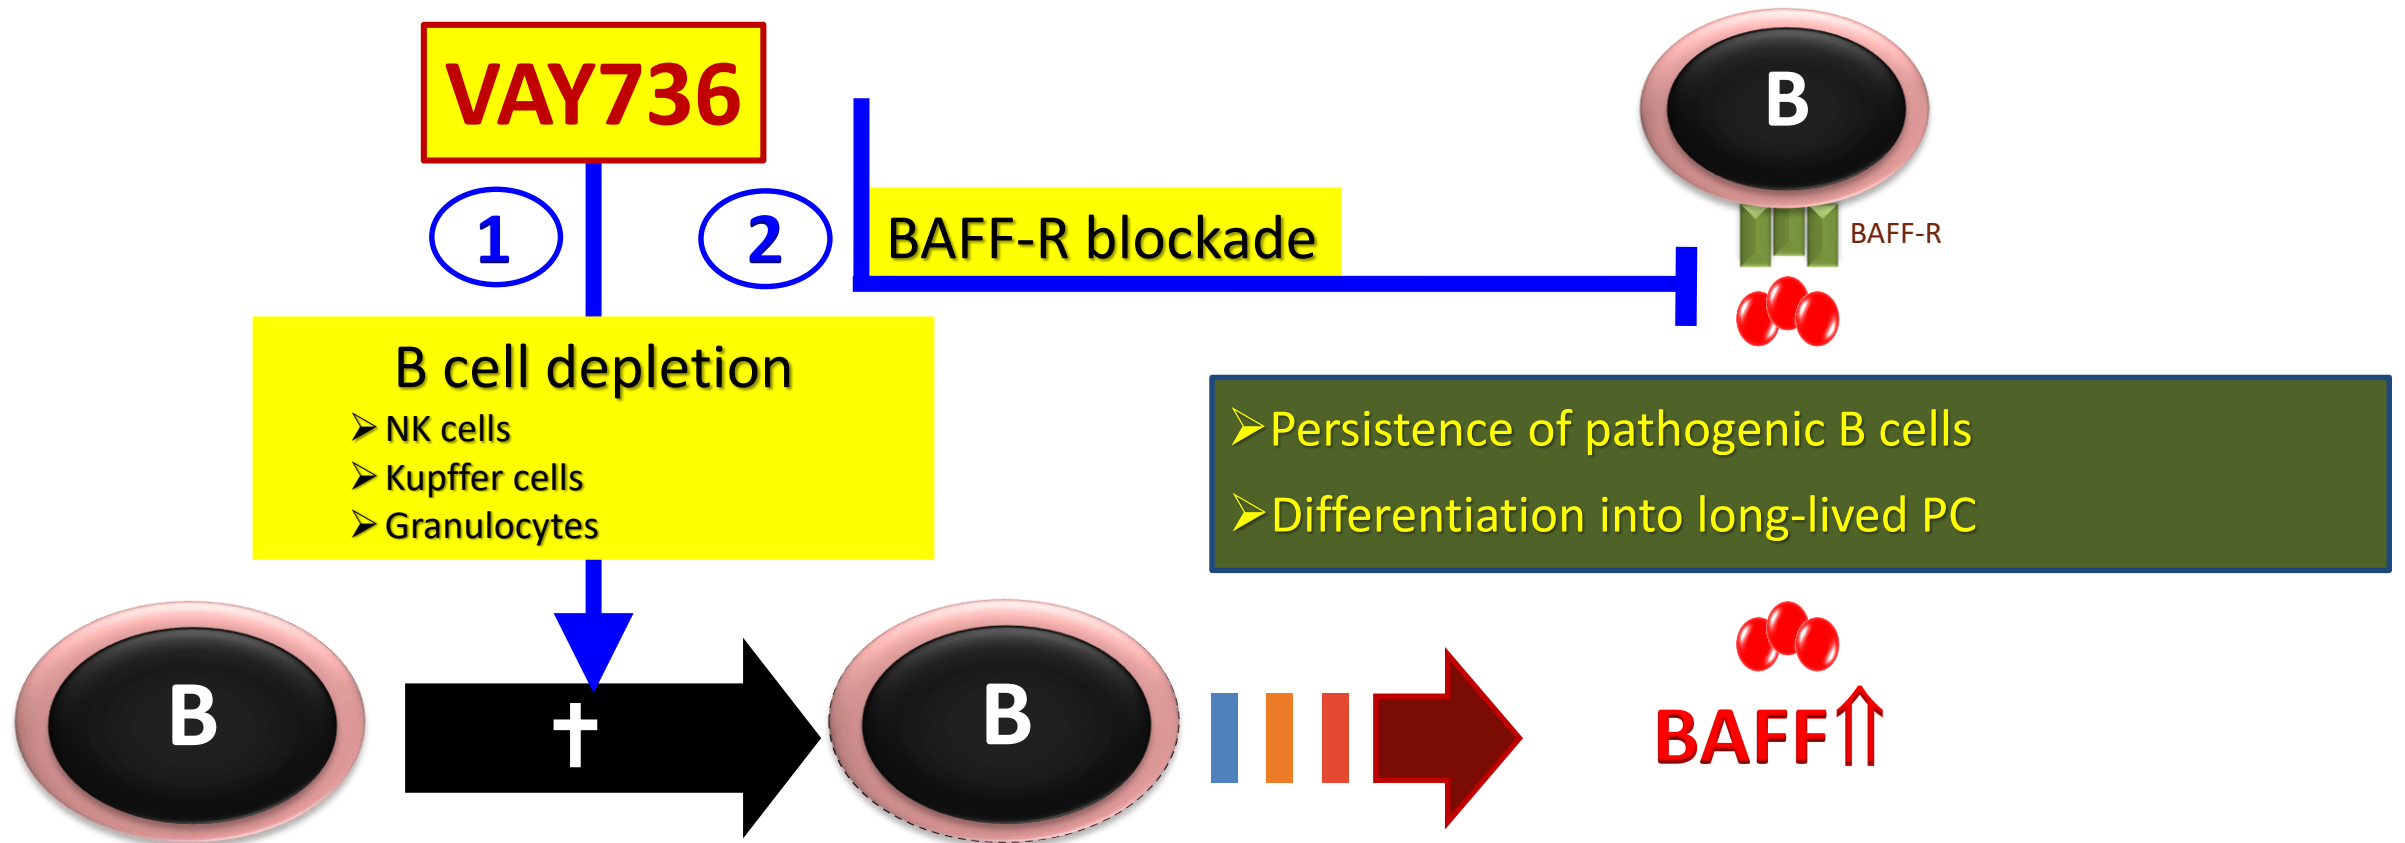 VAY736
B
1
2
BAFF-R blockade
BAFF-R
B cell depletion
➢ NK cells
➢ Kupffer cells
➢ Granulocytes
➢ Persistence of pathogenic B cells
➢ Differentiation into long-lived PC
B
✝
B
BAFF⇑